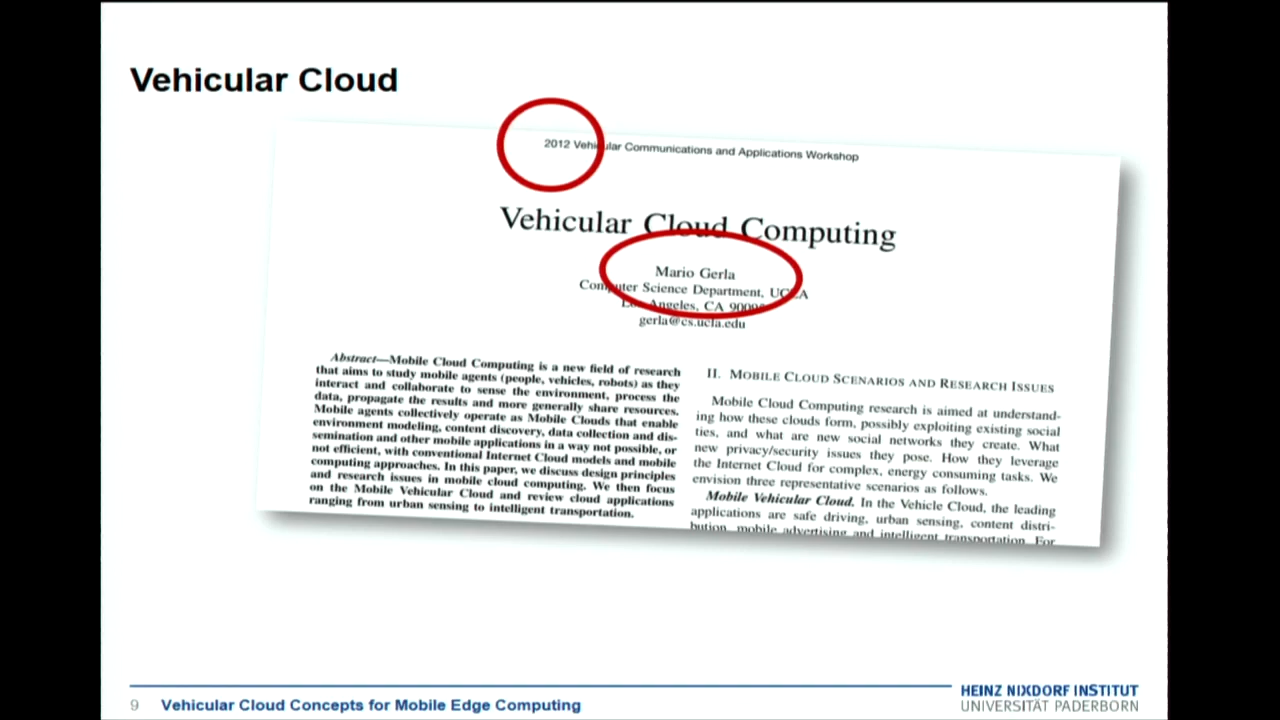 Vehicular Cloud
2012 Vehicular Communications and Applications Workshop
Vehicular Cloud Computing
Mario Gerla
Computer Science Department, UCLA
Los Angeles, CA
gerla@cs.ucla.edu
Abstract—Mobile Cloud Computing is a new field of research
that aims to study mobile agents (people, vehicles, robots) as they
interact and collaborate to sense the environment, process the
data, propagate the results and more generally share resources.
Mobile agents collectively operate as Mobile Clouds that enable
environment modeling, content discovery, data collection and dis-
semination and other mobile applications in a way not possible, or
not efficient, with conventional Internet Cloud models and mobile
computing approaches. In this paper, we discuss design principles
and research issues in mobile cloud computing. We then focus
on the Mobile Vehicular Cloud and review cloud applications
ranging from urban sensing to intelligent transportation.
II. MOBILE CLOUD SCENARIOS AND RESEARCH ISSUES
Mobile Cloud Computing research is aimed at understand-
ing how these clouds form, possibly exploiting existing social
ties, and what are new social networks they create. What
new privacy/security issues they pose. How they leverage
the Internet Cloud for complex, energy consuming tasks. We
envision three representative scenarios as follows.
Mobile Vehicular Cloud. In the Vehicle Cloud, the leading
applications are safe driving, urban sensing, content distri-
bution, mobile advertising and intelligent transportation. For
9 Vehicular Cloud Concepts for Mobile Edge Computing
HEINZ NIXDORF INSTITUT
UNIVERSITÄT PADERBORN